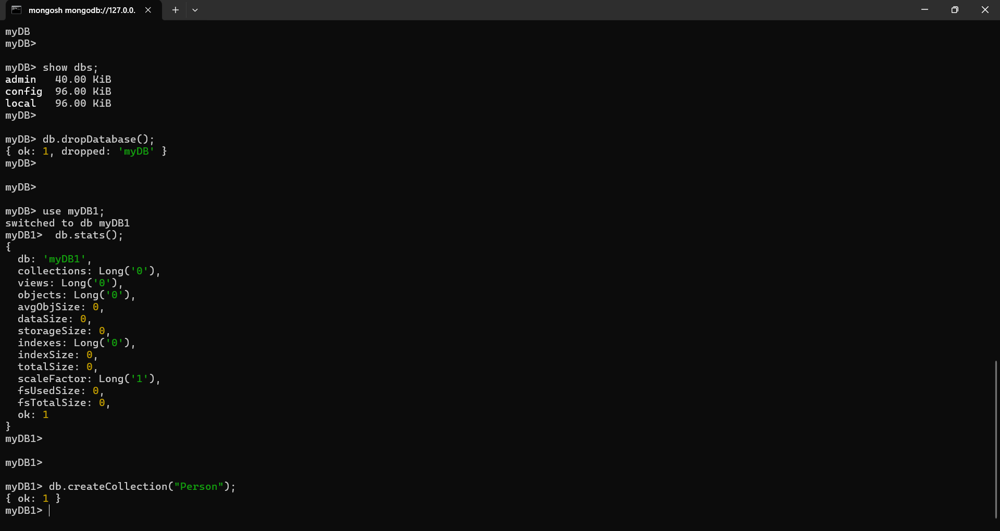 mongosh mongodb://127.0.0.
myDB
myDB>
myDB> show dbs;
admin   40.00 KiB
config  96.00 KiB
local   96.00 KiB
myDB>
myDB> db.dropDatabase();
{ ok: 1, dropped: 'myDB' }
myDB>
myDB>
myDB> use myDB1;
switched to db myDB1
myDB1>  db.stats();
{
  db: 'myDB1',
  collections: Long('0'),
  views: Long('0'),
  objects: Long('0'),
  avgObjSize: 0,
  dataSize: 0,
  storageSize: 0,
  indexes: Long('0'),
  indexSize: 0,
  totalSize: 0,
  scaleFactor: Long('1'),
  fsUsedSize: 0,
  fsTotalSize: 0,
  ok: 1
}
myDB1>
myDB1>
myDB1> db.createCollection("Person");
{ ok: 1 }
myDB1>